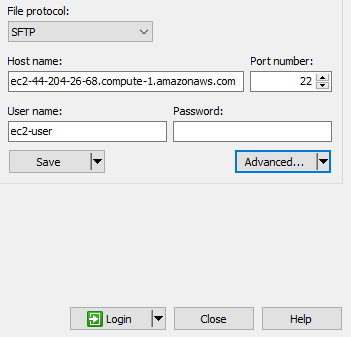 File protocol:
SFTP
Host name: Port number:
ec2-44-204-26-68.compute-1.amazonaws.com 22
User name: Password:
ec2-user
Save Advanced...
Login Close Help